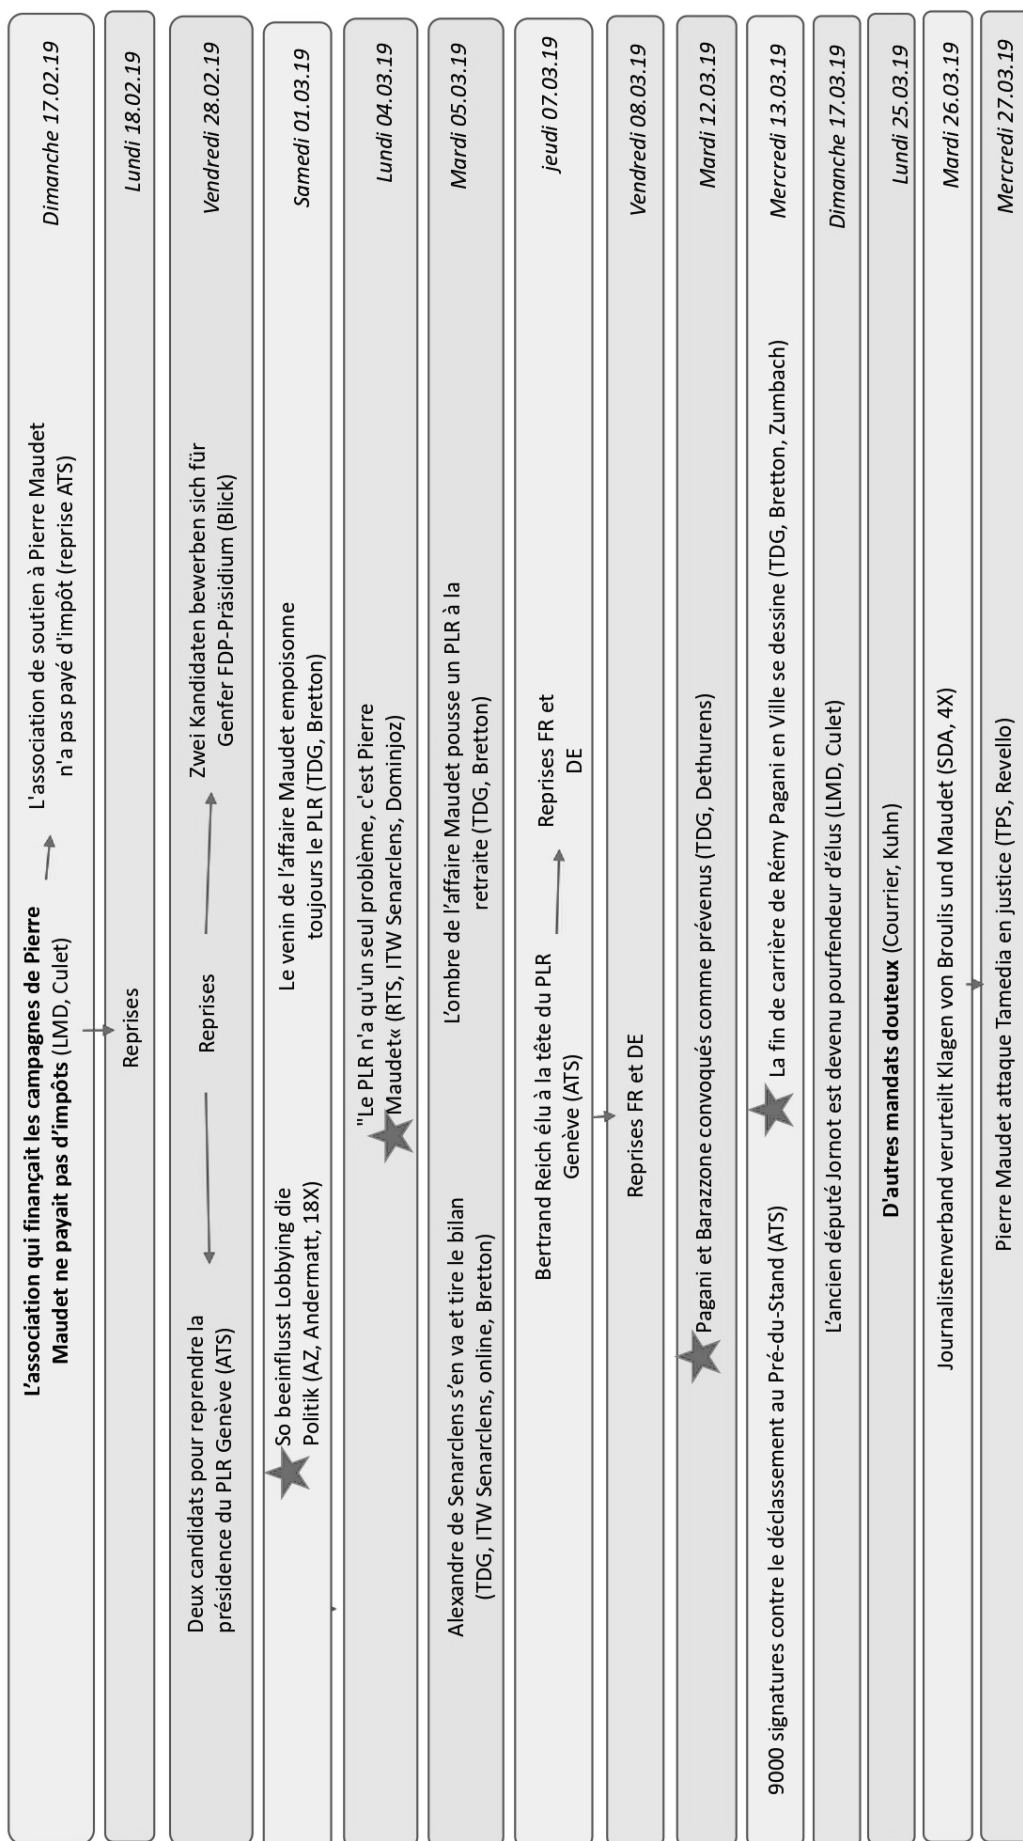 Dimanche 17.02.19
L'association qui finançait les campagnes de Pierre
Maudet ne payait pas d'impôts (LMD, Culet)
L'association de soutien à Pierre Maudet
n'a pas payé d'impôt (reprise ATS)
Lundi 18.02.19
Reprises
Vendredi 28.02.19
Deux candidats pour reprendre la
présidence du PLR Genève (ATS)
Reprises
Zwei Kandidaten bewerben sich für
Genfer FDP-Präsidium (Blick)
Samedi 01.03.19
So beeinflusst Lobbying die
Politik (AZ, Andermatt, 18X)
Le venin de l'affaire Maudet empoisonne
toujours le PLR (TDG, Bretton)
Lundi 04.03.19
"Le PLR n'a qu'un seul problème, c'est Pierre
Maudet« (RTS, ITW Senarclens, Dominjoz)
Mardi 05.03.19
Alexandre de Senarclens s'en va et tire le bilan
(TDG, ITW Senarclens, online, Bretton)
L'ombre de l'affaire Maudet pousse un PLR à la
retraite (TDG, Bretton)
jeudi 07.03.19
Bertrand Reich élu à la tête du PLR
Genève (ATS)
Reprises FR et
DE
Vendredi 08.03.19
Reprises FR et DE
Mardi 12.03.19
Pagani et Barazzone convoqués comme prévenus (TDG, Dethurens)
Mercredi 13.03.19
9000 signatures contre le déclassement au Pré-du-Stand (ATS)
La fin de carrière de Rémy Pagani en Ville se dessine (TDG, Bretton, Zumbach)
Dimanche 17.03.19
L'ancien député Jornot est devenu pourfendeur d'élus (LMD, Culet)
Lundi 25.03.19
D'autres mandats douteux (Courrier, Kuhn)
Mardi 26.03.19
Journalistenverband verurteilt Klagen von Broulis und Maudet (SDA, 4X)
Mercredi 27.03.19
Pierre Maudet attaque Tamedia en justice (TPS, Revello)